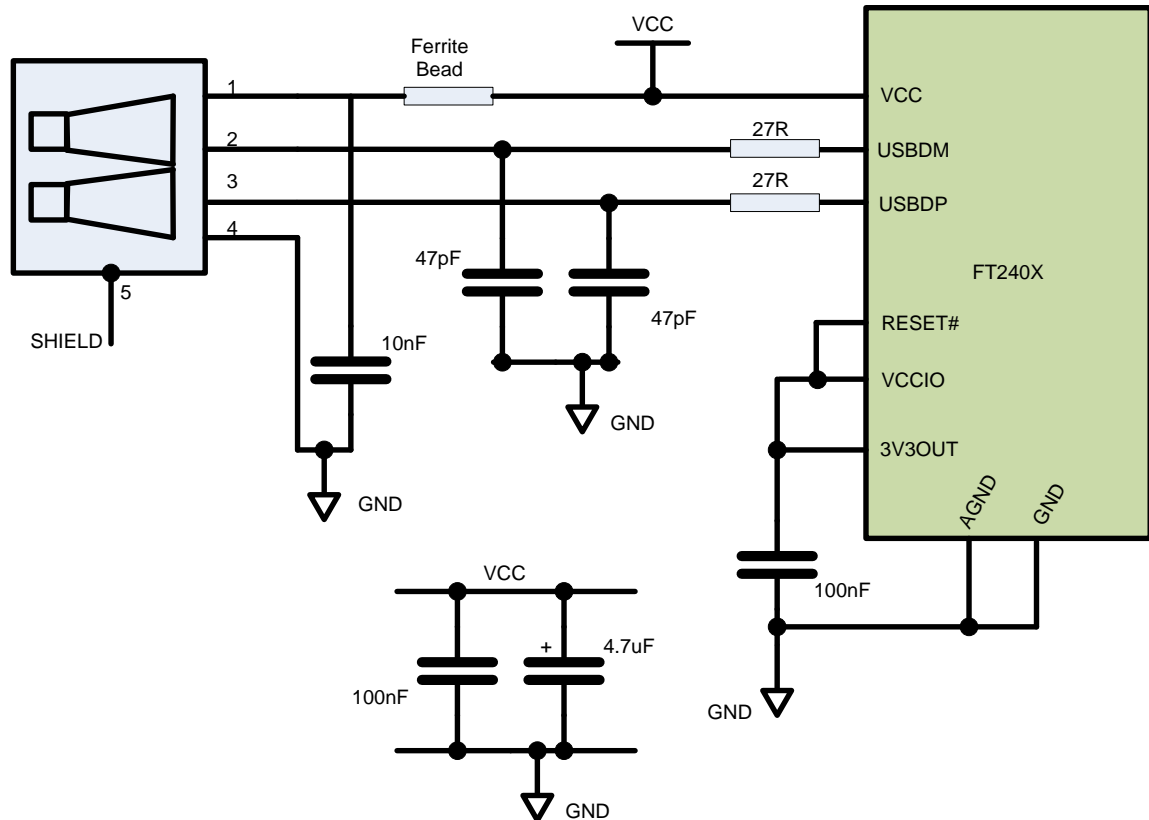 VCC
Ferrite
Bead
1
VCC
27R
2
USBDM
27R
3
USBDP
4
47pF
FT240X
5
47pF
RESET#
SHIELD
10nF
VCCIO
GND
3V3OUT
GND
AGND
GND
VCC
100nF
+
4.7uF
100nF
GND
GND